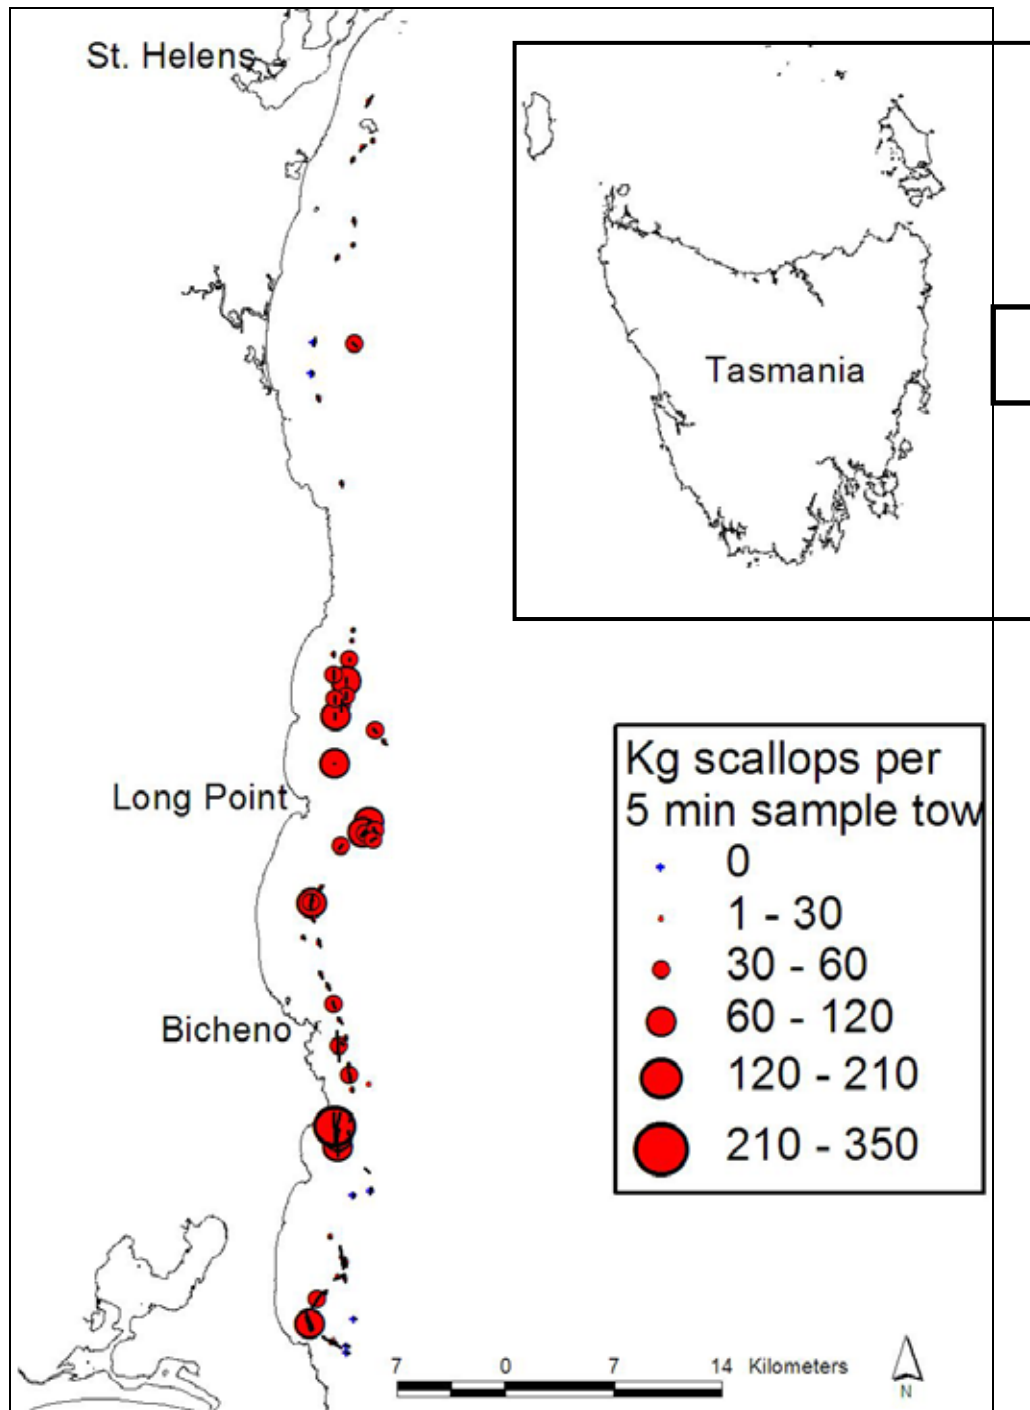 St. Helens
Tasmania
Long Point
Bicheno
Kg scallops per
5 min sample tow
0
1 - 30
30 - 60
60 - 120
120 - 210
210 - 350
7 0 7 14 Kilometers
N